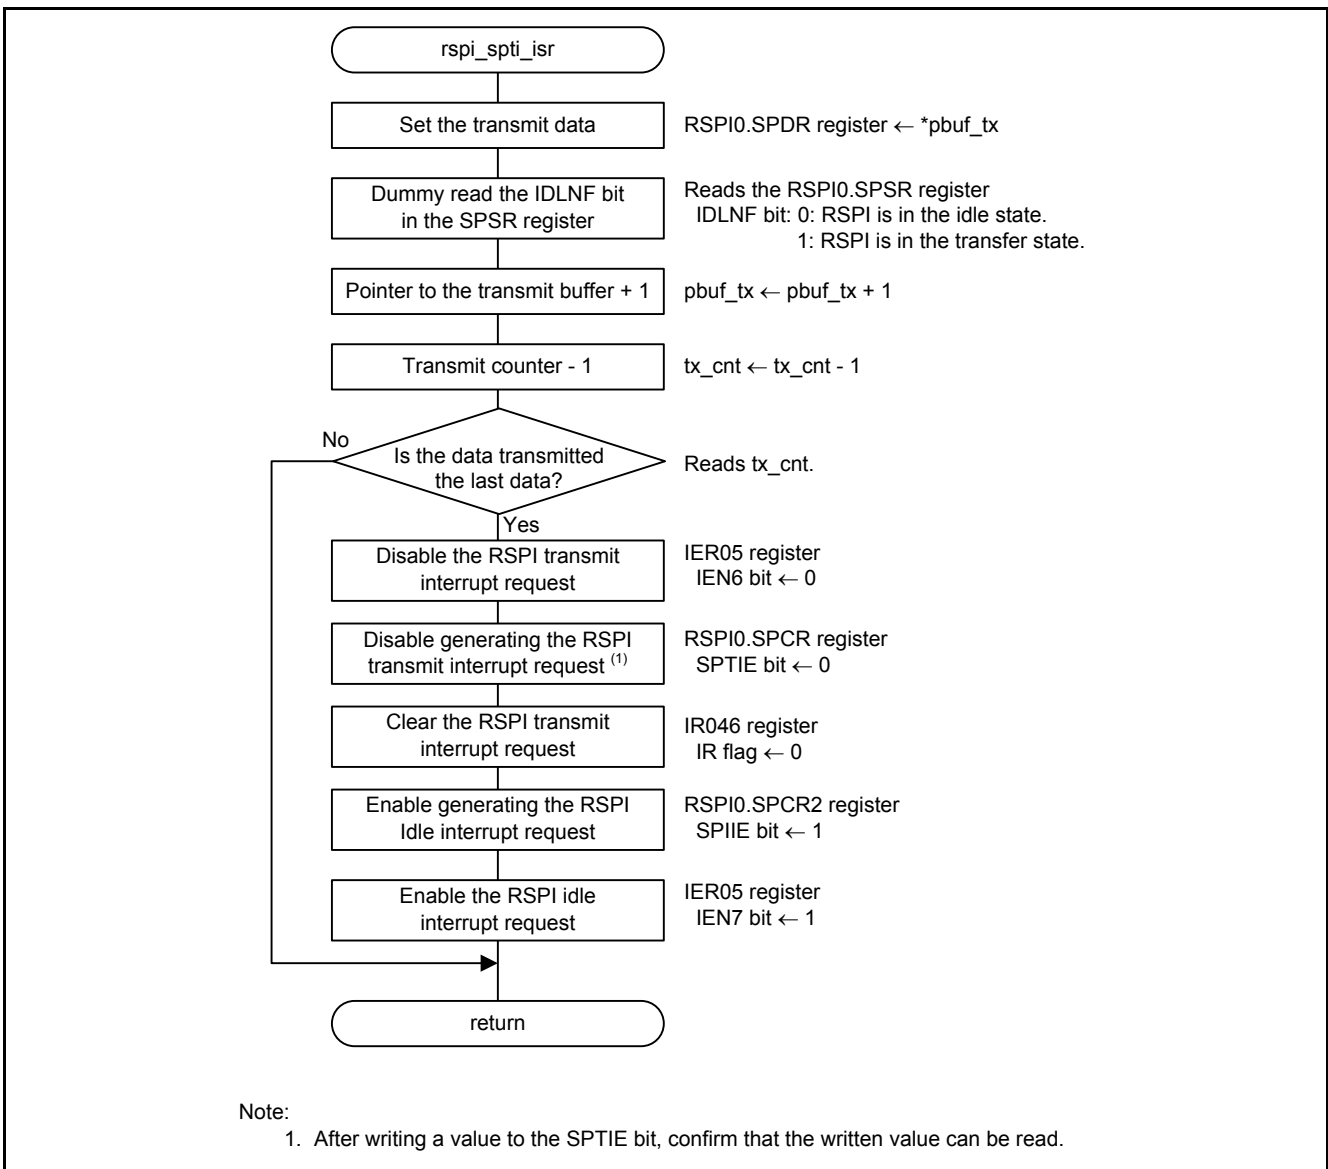 rspi_spti_isr
Set the transmit data
RSPI0.SPDR register ← *pbuf_tx
Dummy read the IDLNF bit
in the SPSR register
Reads the RSPI0.SPSR register
IDLNF bit: 0: RSPI is in the idle state.
1: RSPI is in the transfer state.
Pointer to the transmit buffer + 1
pbuf_tx ← pbuf_tx + 1
Transmit counter - 1
tx_cnt ← tx_cnt - 1
No
Is the data transmitted
the last data?
Reads tx_cnt.
Yes
Disable the RSPI transmit
interrupt request
IER05 register
IEN6 bit ← 0
Disable generating the RSPI
transmit interrupt request (1)
RSPI0.SPCR register
SPTIE bit ← 0
Clear the RSPI transmit
interrupt request
IR046 register
IR flag ← 0
Enable generating the RSPI
Idle interrupt request
RSPI0.SPCR2 register
SPIIE bit ← 1
Enable the RSPI idle
interrupt request
IER05 register
IEN7 bit ← 1
return
Note:
1. After writing a value to the SPTIE bit, confirm that the written value can be read.